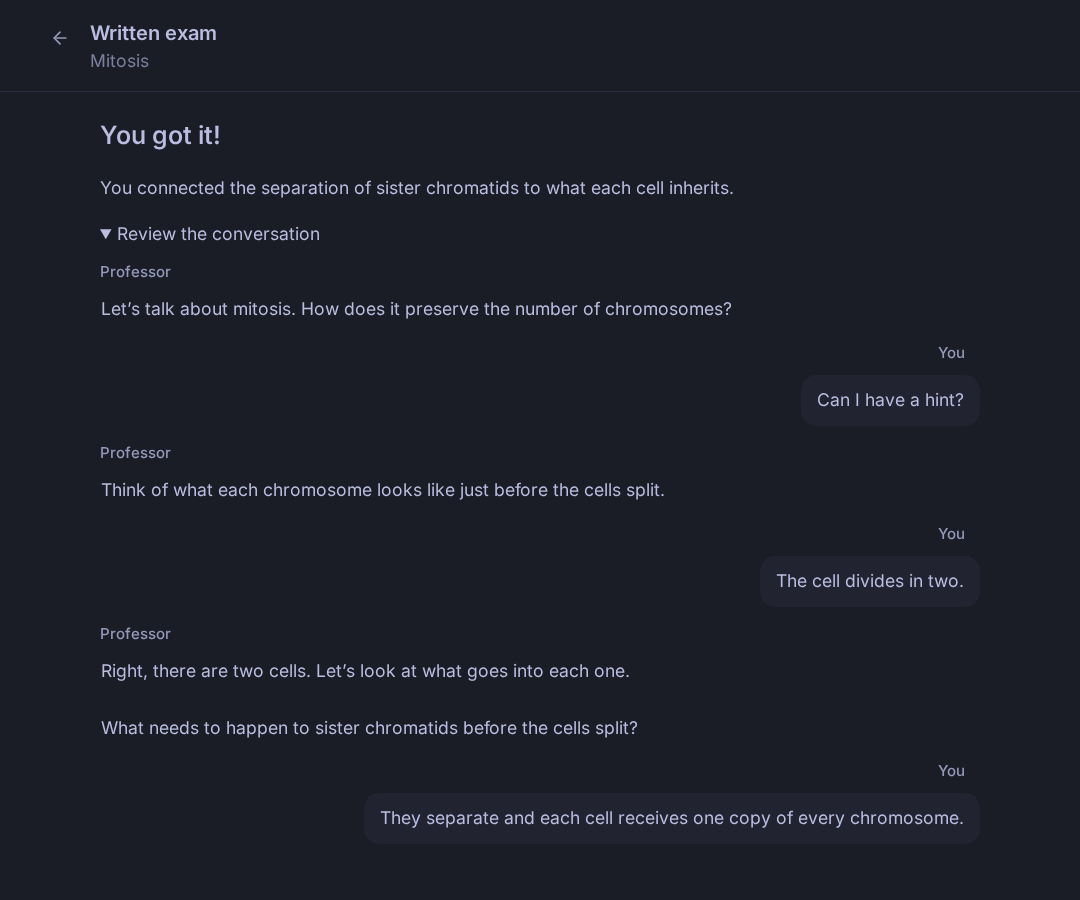 Written exam
Mitosis
You got it!
You connected the separation of sister chromatids to what each cell inherits.
Review the conversation
Professor
Let’s talk about mitosis. How does it preserve the number of chromosomes?
You
Can I have a hint?
Professor
Think of what each chromosome looks like just before the cells split.
You
The cell divides in two.
Professor
Right, there are two cells. Let’s look at what goes into each one.
What needs to happen to sister chromatids before the cells split?
You
They separate and each cell receives one copy of every chromosome.